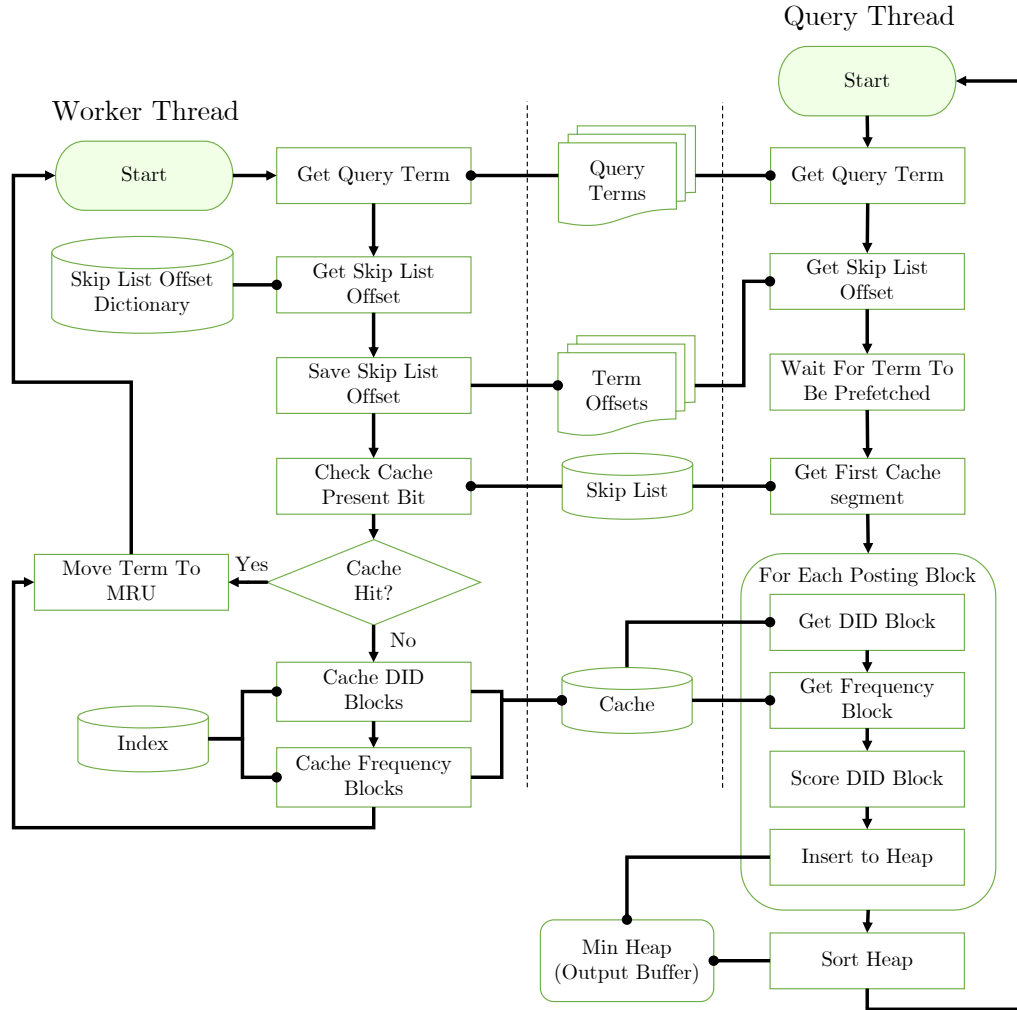 Query Thread
Start
Worker Thread
Start
Get Query Term
Query
Terms
Get Query Term
Skip List Offset
Dictionary
Get Skip List
Offset
Get Skip List
Offset
Save Skip List
Offset
Term
Offsets
Wait For Term To
Be Prefetched
Check Cache
Present Bit
Skip List
Get First Cache
segment
Move Term To
MRU
Yes
Cache
Hit?
No
For Each Posting Block
Get DID Block
Cache DID
Blocks
Cache
Get Frequency
Block
Index
Cache Frequency
Blocks
Score DID Block
Insert to Heap
Min Heap
(Output Buffer)
Sort Heap